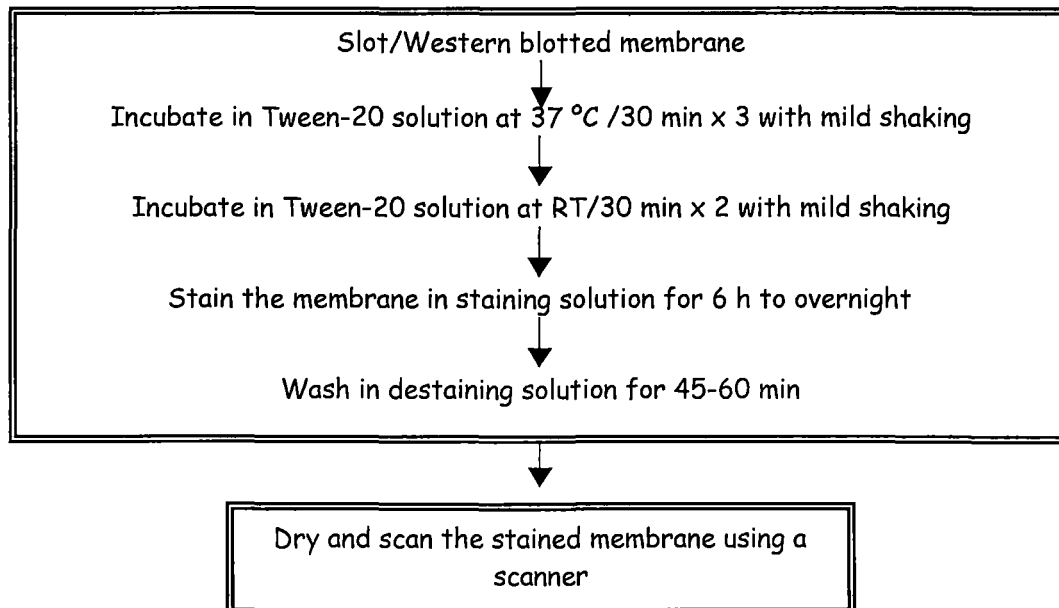 Slot/Western blotted membrane
Incubate in Tween-20 solution at 37 °C /30 min x 3 with mild shaking
Incubate in Tween-20 solution at RT/30 min x 2 with mild shaking
Stain the membrane in staining solution for 6 h to overnight
Wash in destaining solution for 45-60 min
Dry and scan the stained membrane using a
scanner